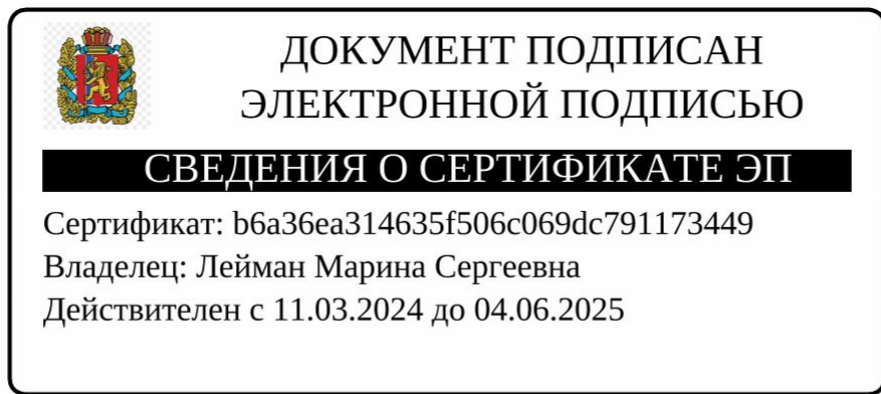 ДОКУМЕНТ ПОДПИСАН
ЭЛЕКТРОННОЙ ПОДПИСЬЮ
СВЕДЕНИЯ О СЕРТИФИКАТЕ ЭП
Сертификат: b6a36ea314635f506c069dc791173449
Владелец: Лейман Марина Сергеевна
Действителен с 11.03.2024 до 04.06.2025